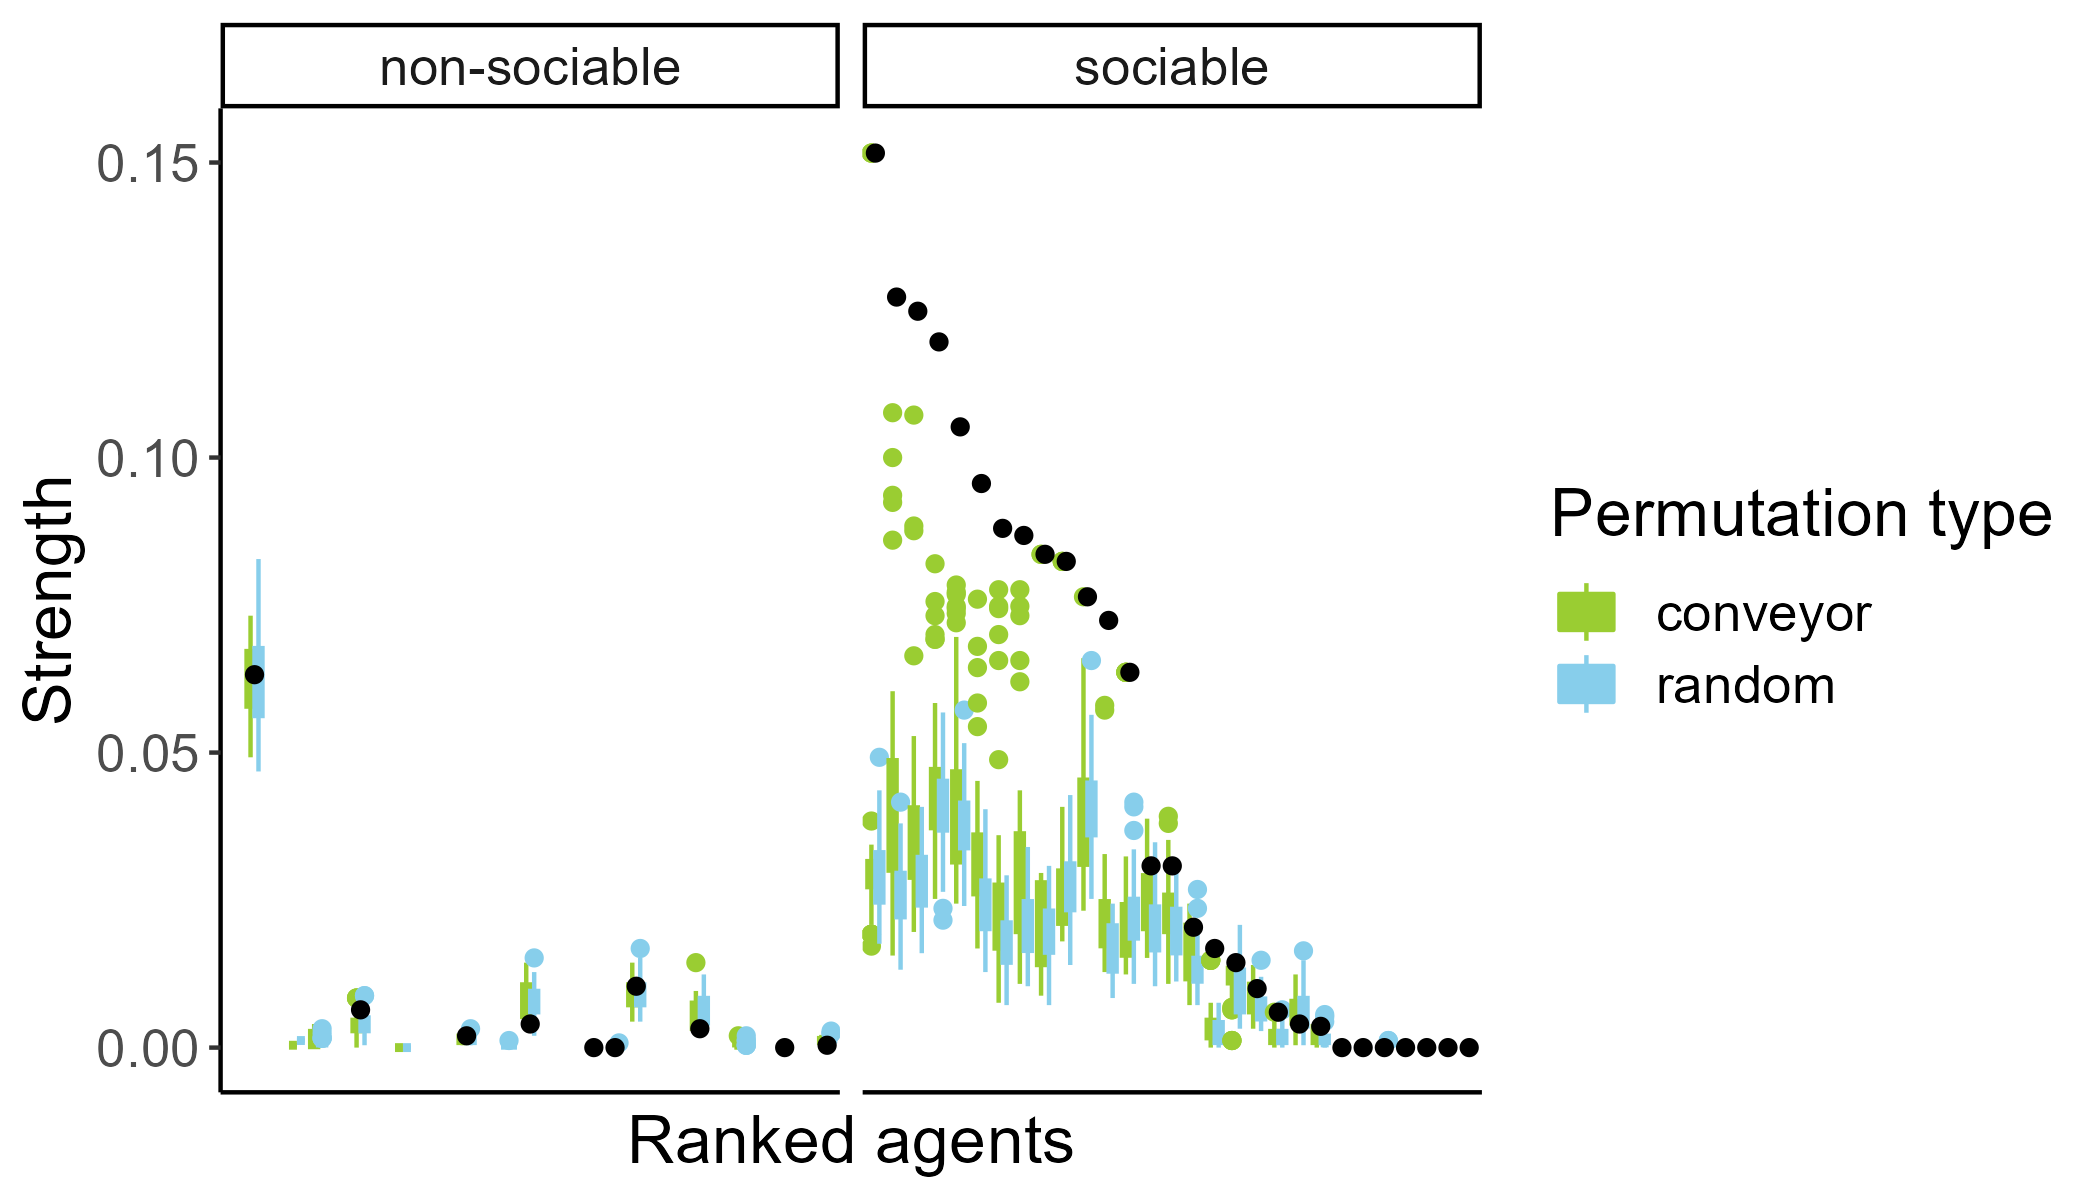 non-sociable
sociable
0.15
0.10
0.05
0.00
Strength
Ranked agents
Permutation type
conveyor
random